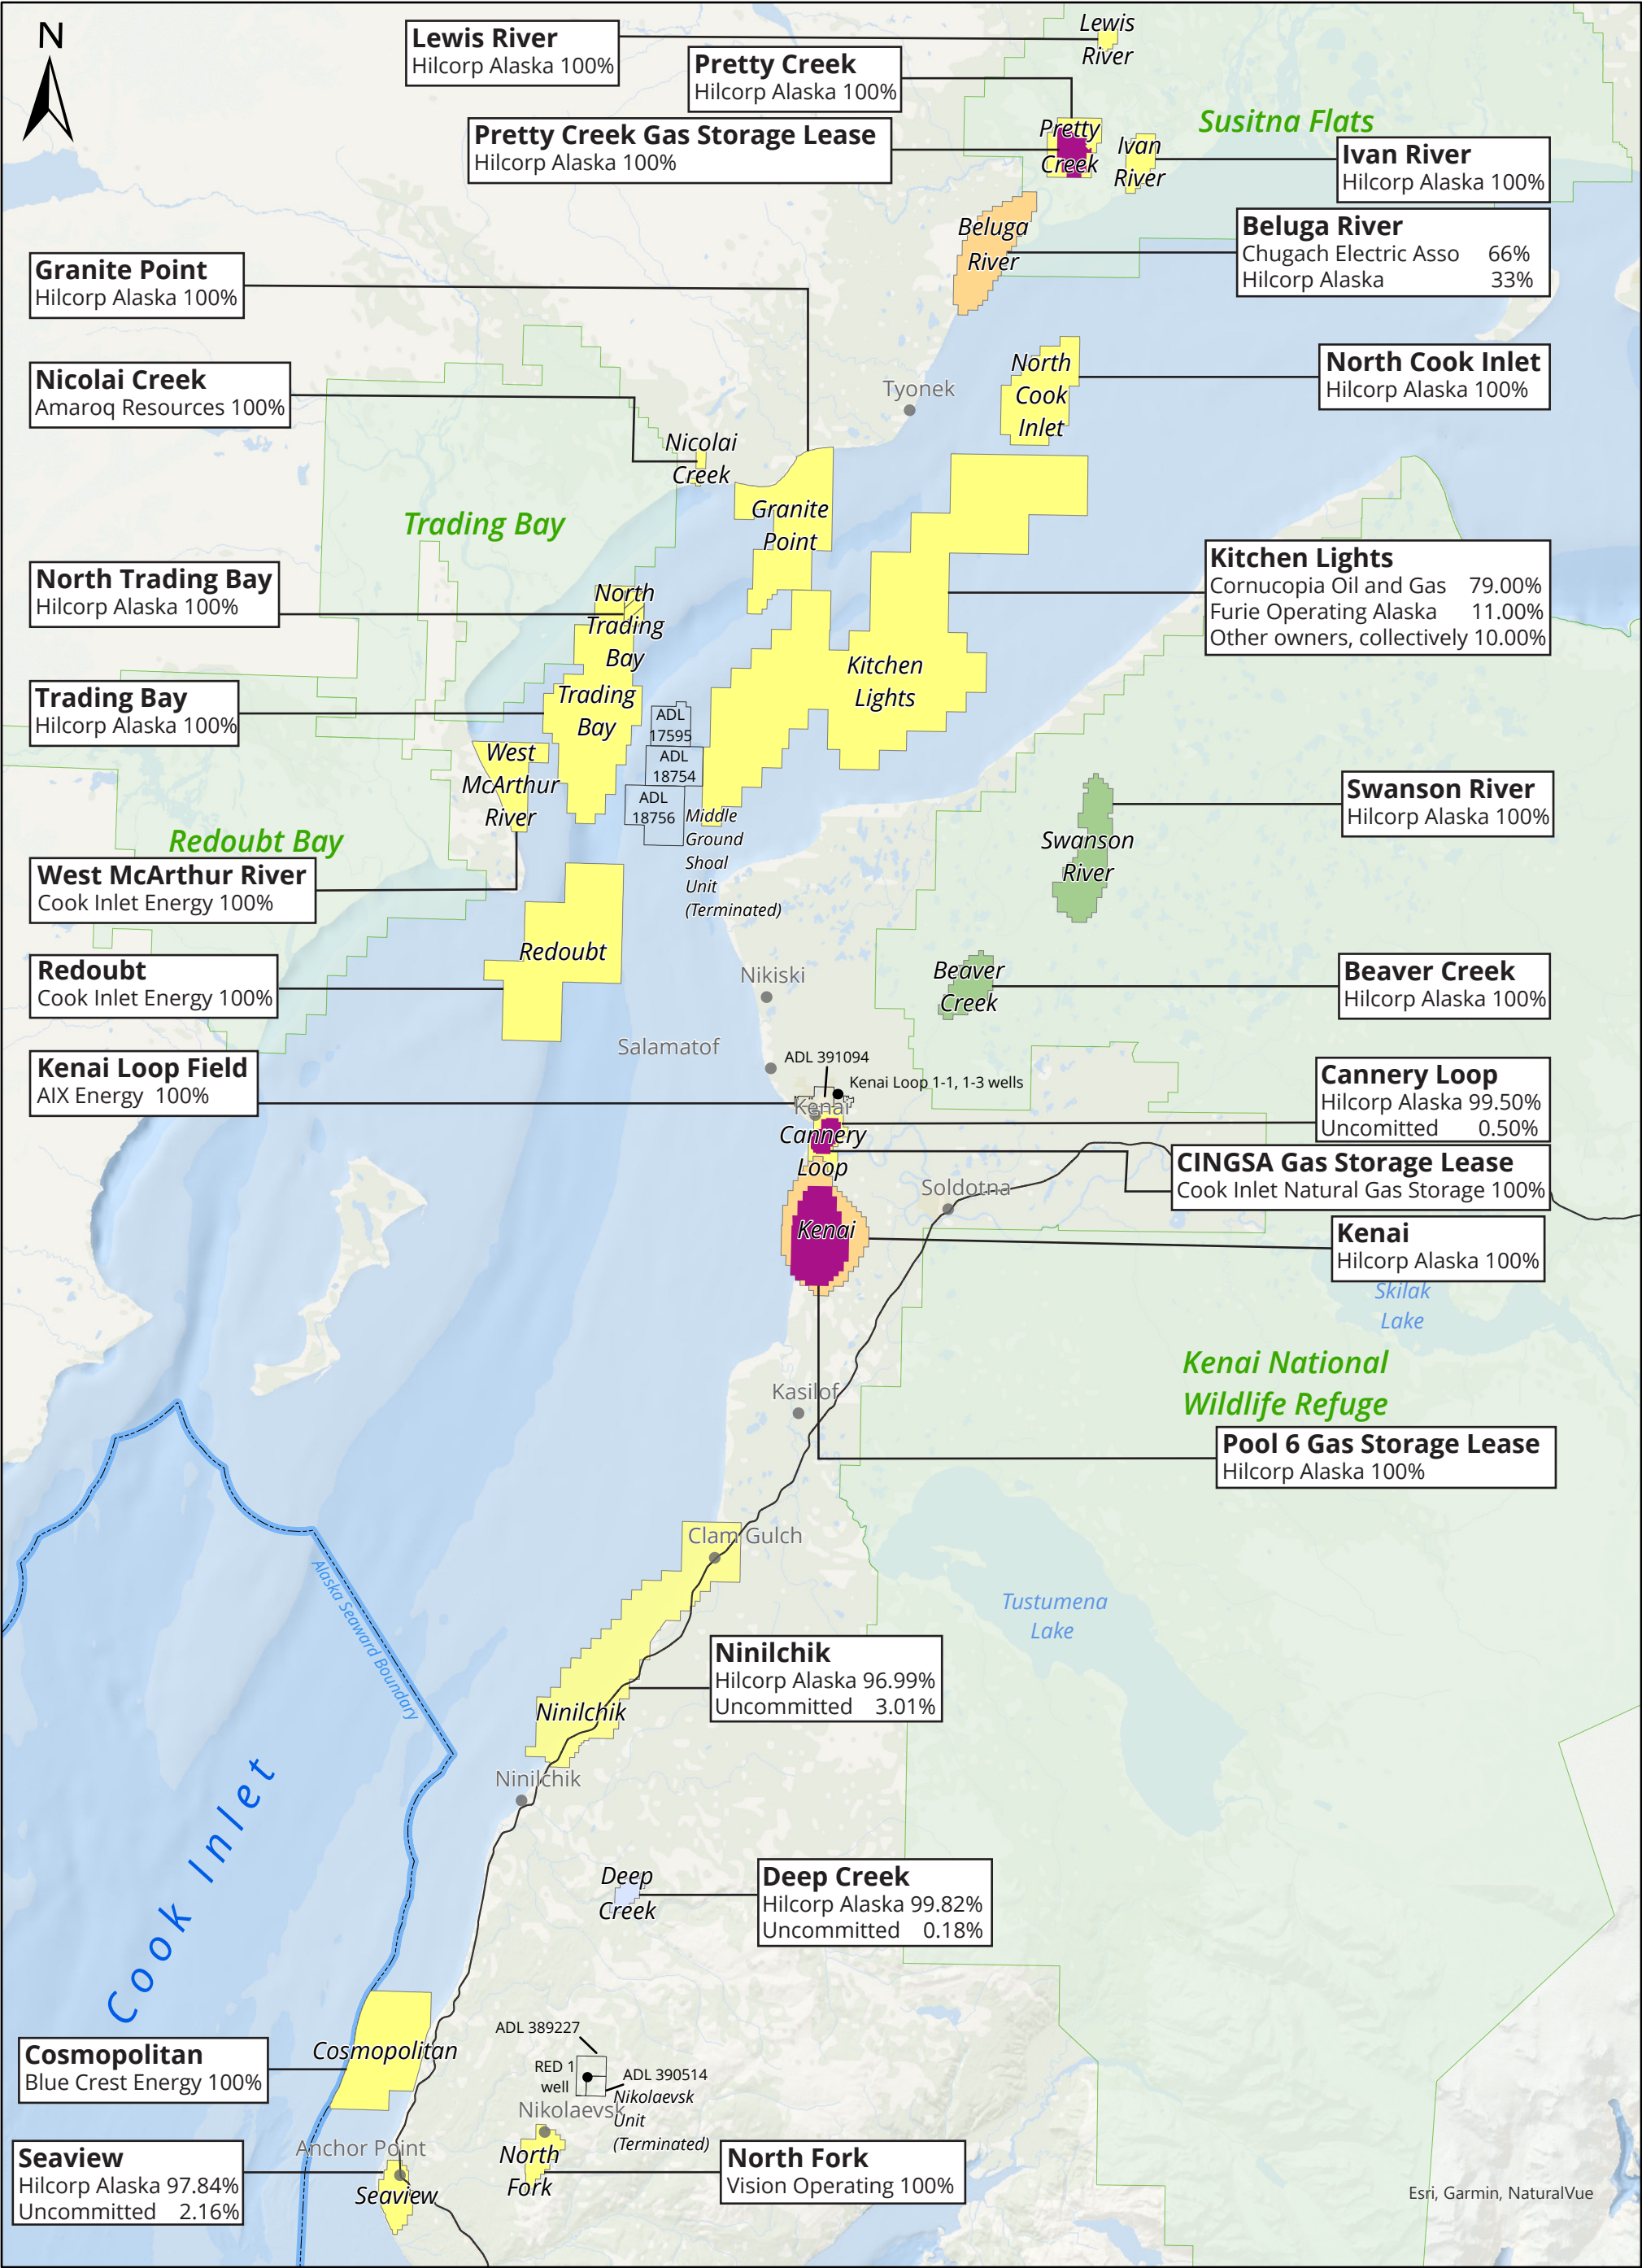 N
Lewis River
Hilcorp Alaska 100%
Lewis
River
Pretty Creek
Hilcorp Alaska 100%
Pretty Creek Gas Storage Lease
Hilcorp Alaska 100%
Pretty
Creek
Ivan
River
Susitna Flats
Ivan River
Hilcorp Alaska 100%
Beluga
River
Beluga River
Chugach Electric Asso 66%
Hilcorp Alaska 33%
Granite Point
Hilcorp Alaska 100%
North
Cook
Inlet
North Cook Inlet
Hilcorp Alaska 100%
Nicolai Creek
Amaroq Resources 100%
Tyonek
Nicolai
Creek
Granite
Point
Trading Bay
Kitchen Lights
Cornucopia Oil and Gas 79.00%
Furie Operating Alaska 11.00%
Other owners, collectively 10.00%
North Trading Bay
Hilcorp Alaska 100%
North
Trading
Bay
Kitchen
Lights
Trading Bay
Hilcorp Alaska 100%
Trading
Bay
ADL
17595
ADL
18754
ADL
18756
West
McArthur
River
Middle
Ground
Shoal
Unit
(Terminated)
Swanson River
Hilcorp Alaska 100%
Swanson
River
Redoubt Bay
West McArthur River
Cook Inlet Energy 100%
Redoubt
Redoubt
Cook Inlet Energy 100%
Nikiski
Beaver
Creek
Beaver Creek
Hilcorp Alaska 100%
Salamatof
Kenai Loop Field
AIX Energy 100%
ADL 391094
Kenai Loop 1-1, 1-3 wells
Kenai
Cannery Loop
Hilcorp Alaska 99.50%
Uncomitted 0.50%
Cannery
Loop
CINGSA Gas Storage Lease
Cook Inlet Natural Gas Storage 100%
Soldotna
Kenai
Kenai
Hilcorp Alaska 100%
Skilak
Lake
Kenai National
Wildlife Refuge
Kasilof
Pool 6 Gas Storage Lease
Hilcorp Alaska 100%
Clam Gulch
Alaska Seaward Boundary
Tustumena
Lake
Ninilchik
Hilcorp Alaska 96.99%
Uncommitted 3.01%
Ninilchik
Ninilchik
Cook Inlet
Deep
Creek
Deep Creek
Hilcorp Alaska 99.82%
Uncommitted 0.18%
Cosmopolitan
Cosmopolitan
Blue Crest Energy 100%
ADL 389227
RED 1
well
ADL 390514
Nikolaevsk
Unit
(Terminated)
Nikolaevsk
Anchor Point
Seaview
Hilcorp Alaska 97.84%
Uncommitted 2.16%
Seaview
North
Fork
North Fork
Vision Operating 100%
Esri, Garmin, NaturalVue